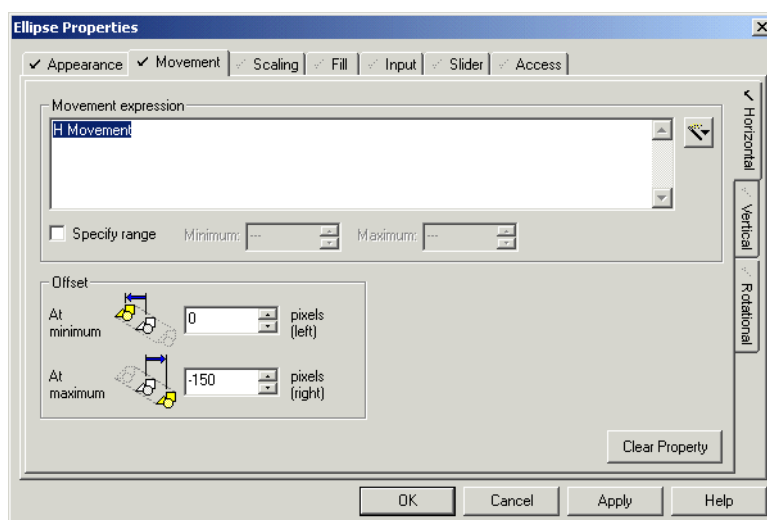 Ellipse Properties
Appearance Movement Scaling Fill Input Slider Access
Movement expression
H Movement
Specify range Minimum: --- Maximum: ---
Offset
At minimum 0 pixels (left)
At maximum -150 pixels (right)
Horizontal
Vertical
Rotational
Clear Property
OK Cancel Apply Help